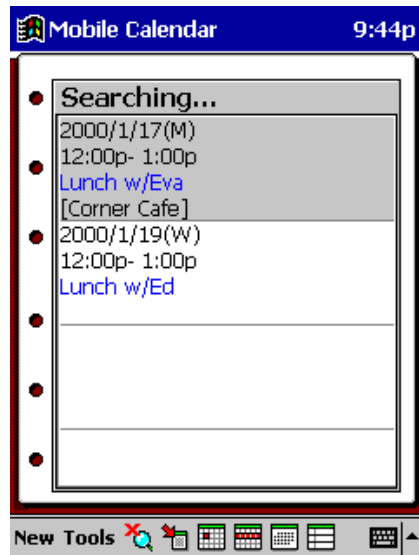 Mobile Calendar 9:44p
Searching...
2000/1/17(M)
12:00p- 1:00p
Lunch w/Eva
[Corner Cafe]
2000/1/19(W)
12:00p- 1:00p
Lunch w/Ed
New Tools